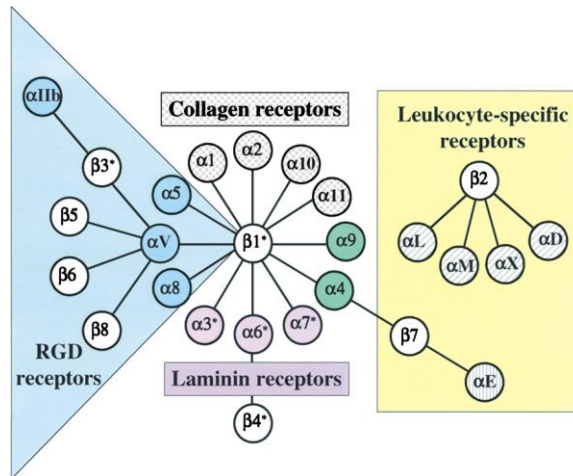 αIIb
β3*
β5
αV
β6
β8
RGD
receptors
Collagen receptors
α1
α2
α10
α11
α5
β1*
α9
α8
α4
α3*
α6*
α7*
Laminin receptors
β4*
Leukocyte-specific
receptors
β2
αL
αM
αX
αD
β7
αE